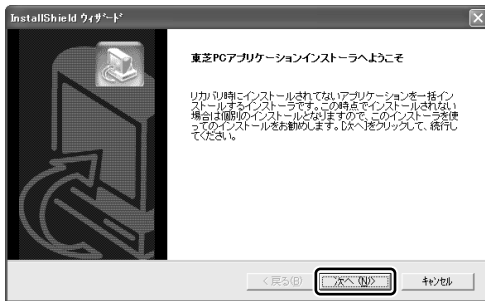 InstallShield ウィザード
東芝PCアプリケーションインストーラへようこそ
リカバリ時にインストールされてないアプリケーションを一括イン
ストールするインストーラです。この時点でインストールされない
場合は個別のインストールとなりますので、このインストーラを使
ってのインストールをお勧めします。[次へ]をクリックして、続行し
てください。
< 戻る(B)
次へ (N)>
キャンセル